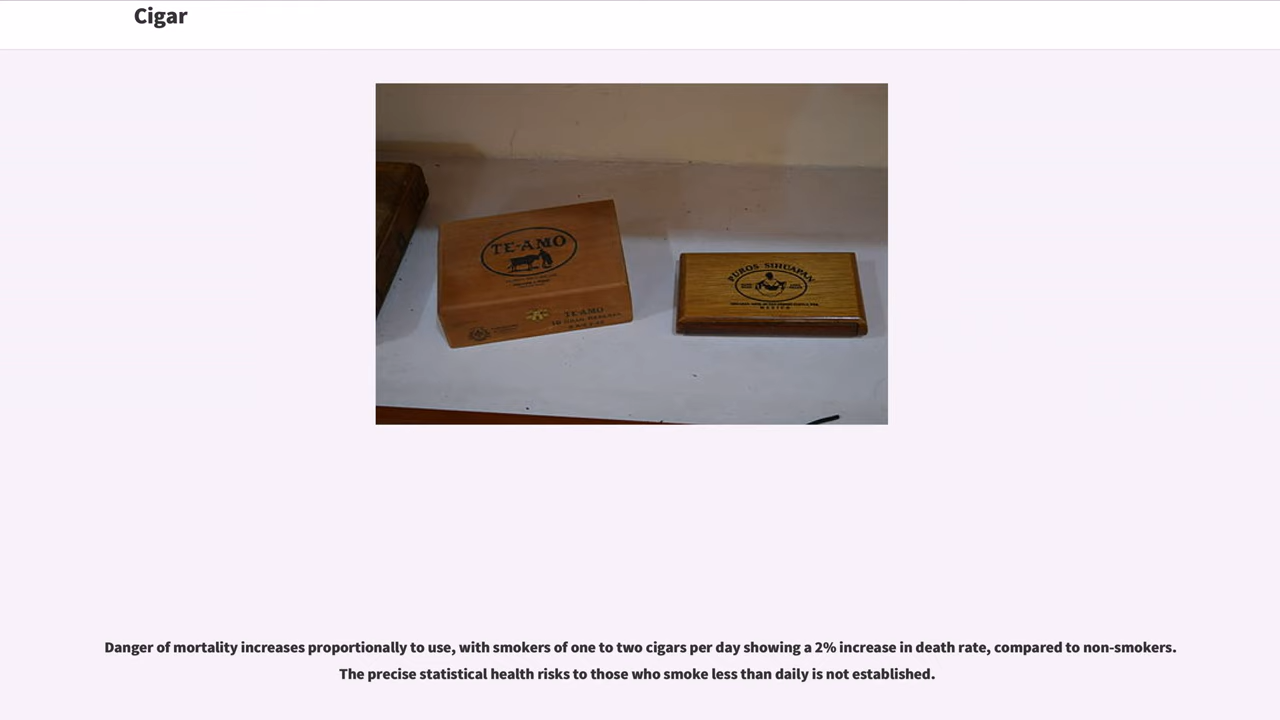 Cigar
TE-AMO
TE-AMO
PUROS SIHUAPAN
MEXICO
Danger of mortality increases proportionally to use, with smokers of one to two cigars per day showing a 2% increase in death rate, compared to non-smokers.
The precise statistical health risks to those who smoke less than daily is not established.